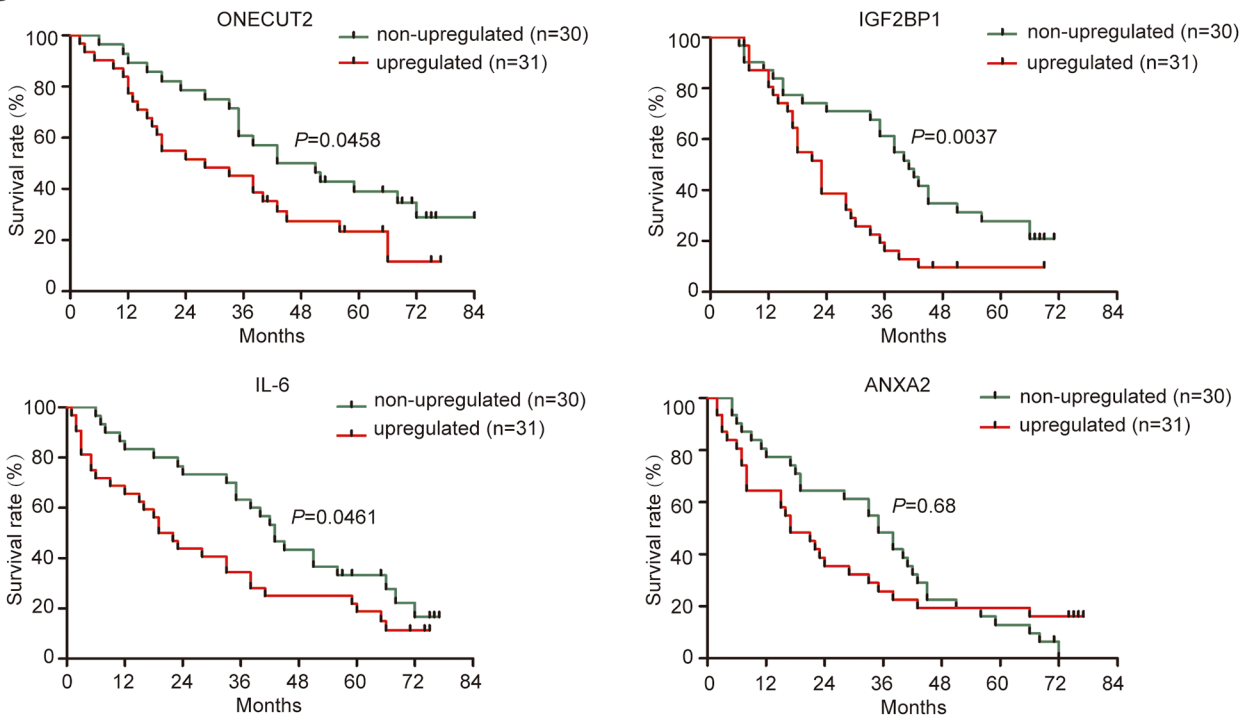 ONECUT2
non-upregulated (n=30)
upregulated (n=31)
Survival rate (%)
100
80
60
40
20
0
P=0.0458
0 12 24 36 48 60 72 84
Months
IGF2BP1
non-upregulated (n=30)
upregulated (n=31)
Survival rate (%)
100
80
60
40
20
0
P=0.0037
0 12 24 36 48 60 72 84
Months
IL-6
non-upregulated (n=30)
upregulated (n=31)
Survival rate (%)
100
80
60
40
20
0
P=0.0461
0 12 24 36 48 60 72 84
Months
ANXA2
non-upregulated (n=30)
upregulated (n=31)
Survival rate (%)
100
80
60
40
20
0
P=0.68
0 12 24 36 48 60 72 84
Months